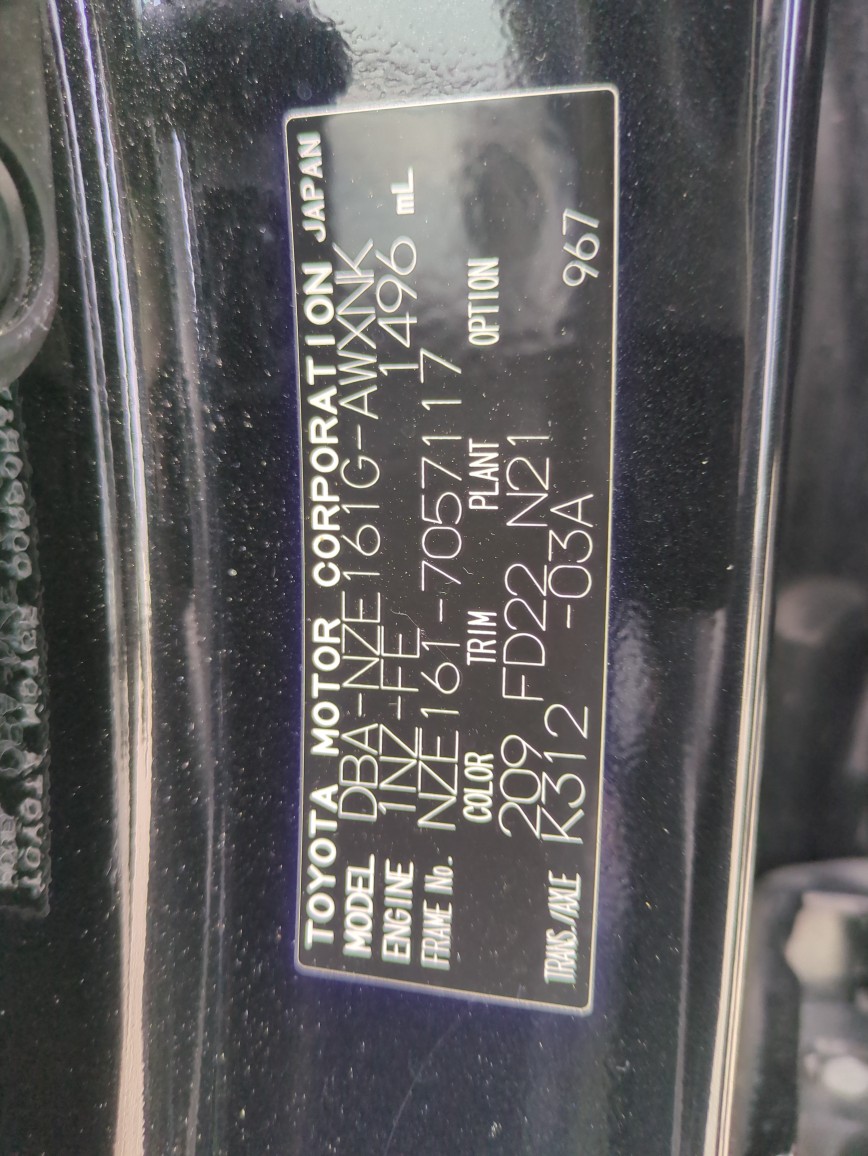 TOYOTA MOTOR CORPORATION JAPAN
MODEL DBA-NZE161G-AWXNK
ENGINE 1NZ-FE 1496 mL
FRAME No. NZE161-7057117
COLOR TRIM PLANT OPTION
209 FD22 N21
TRANS./AXLE K312 -03A 967